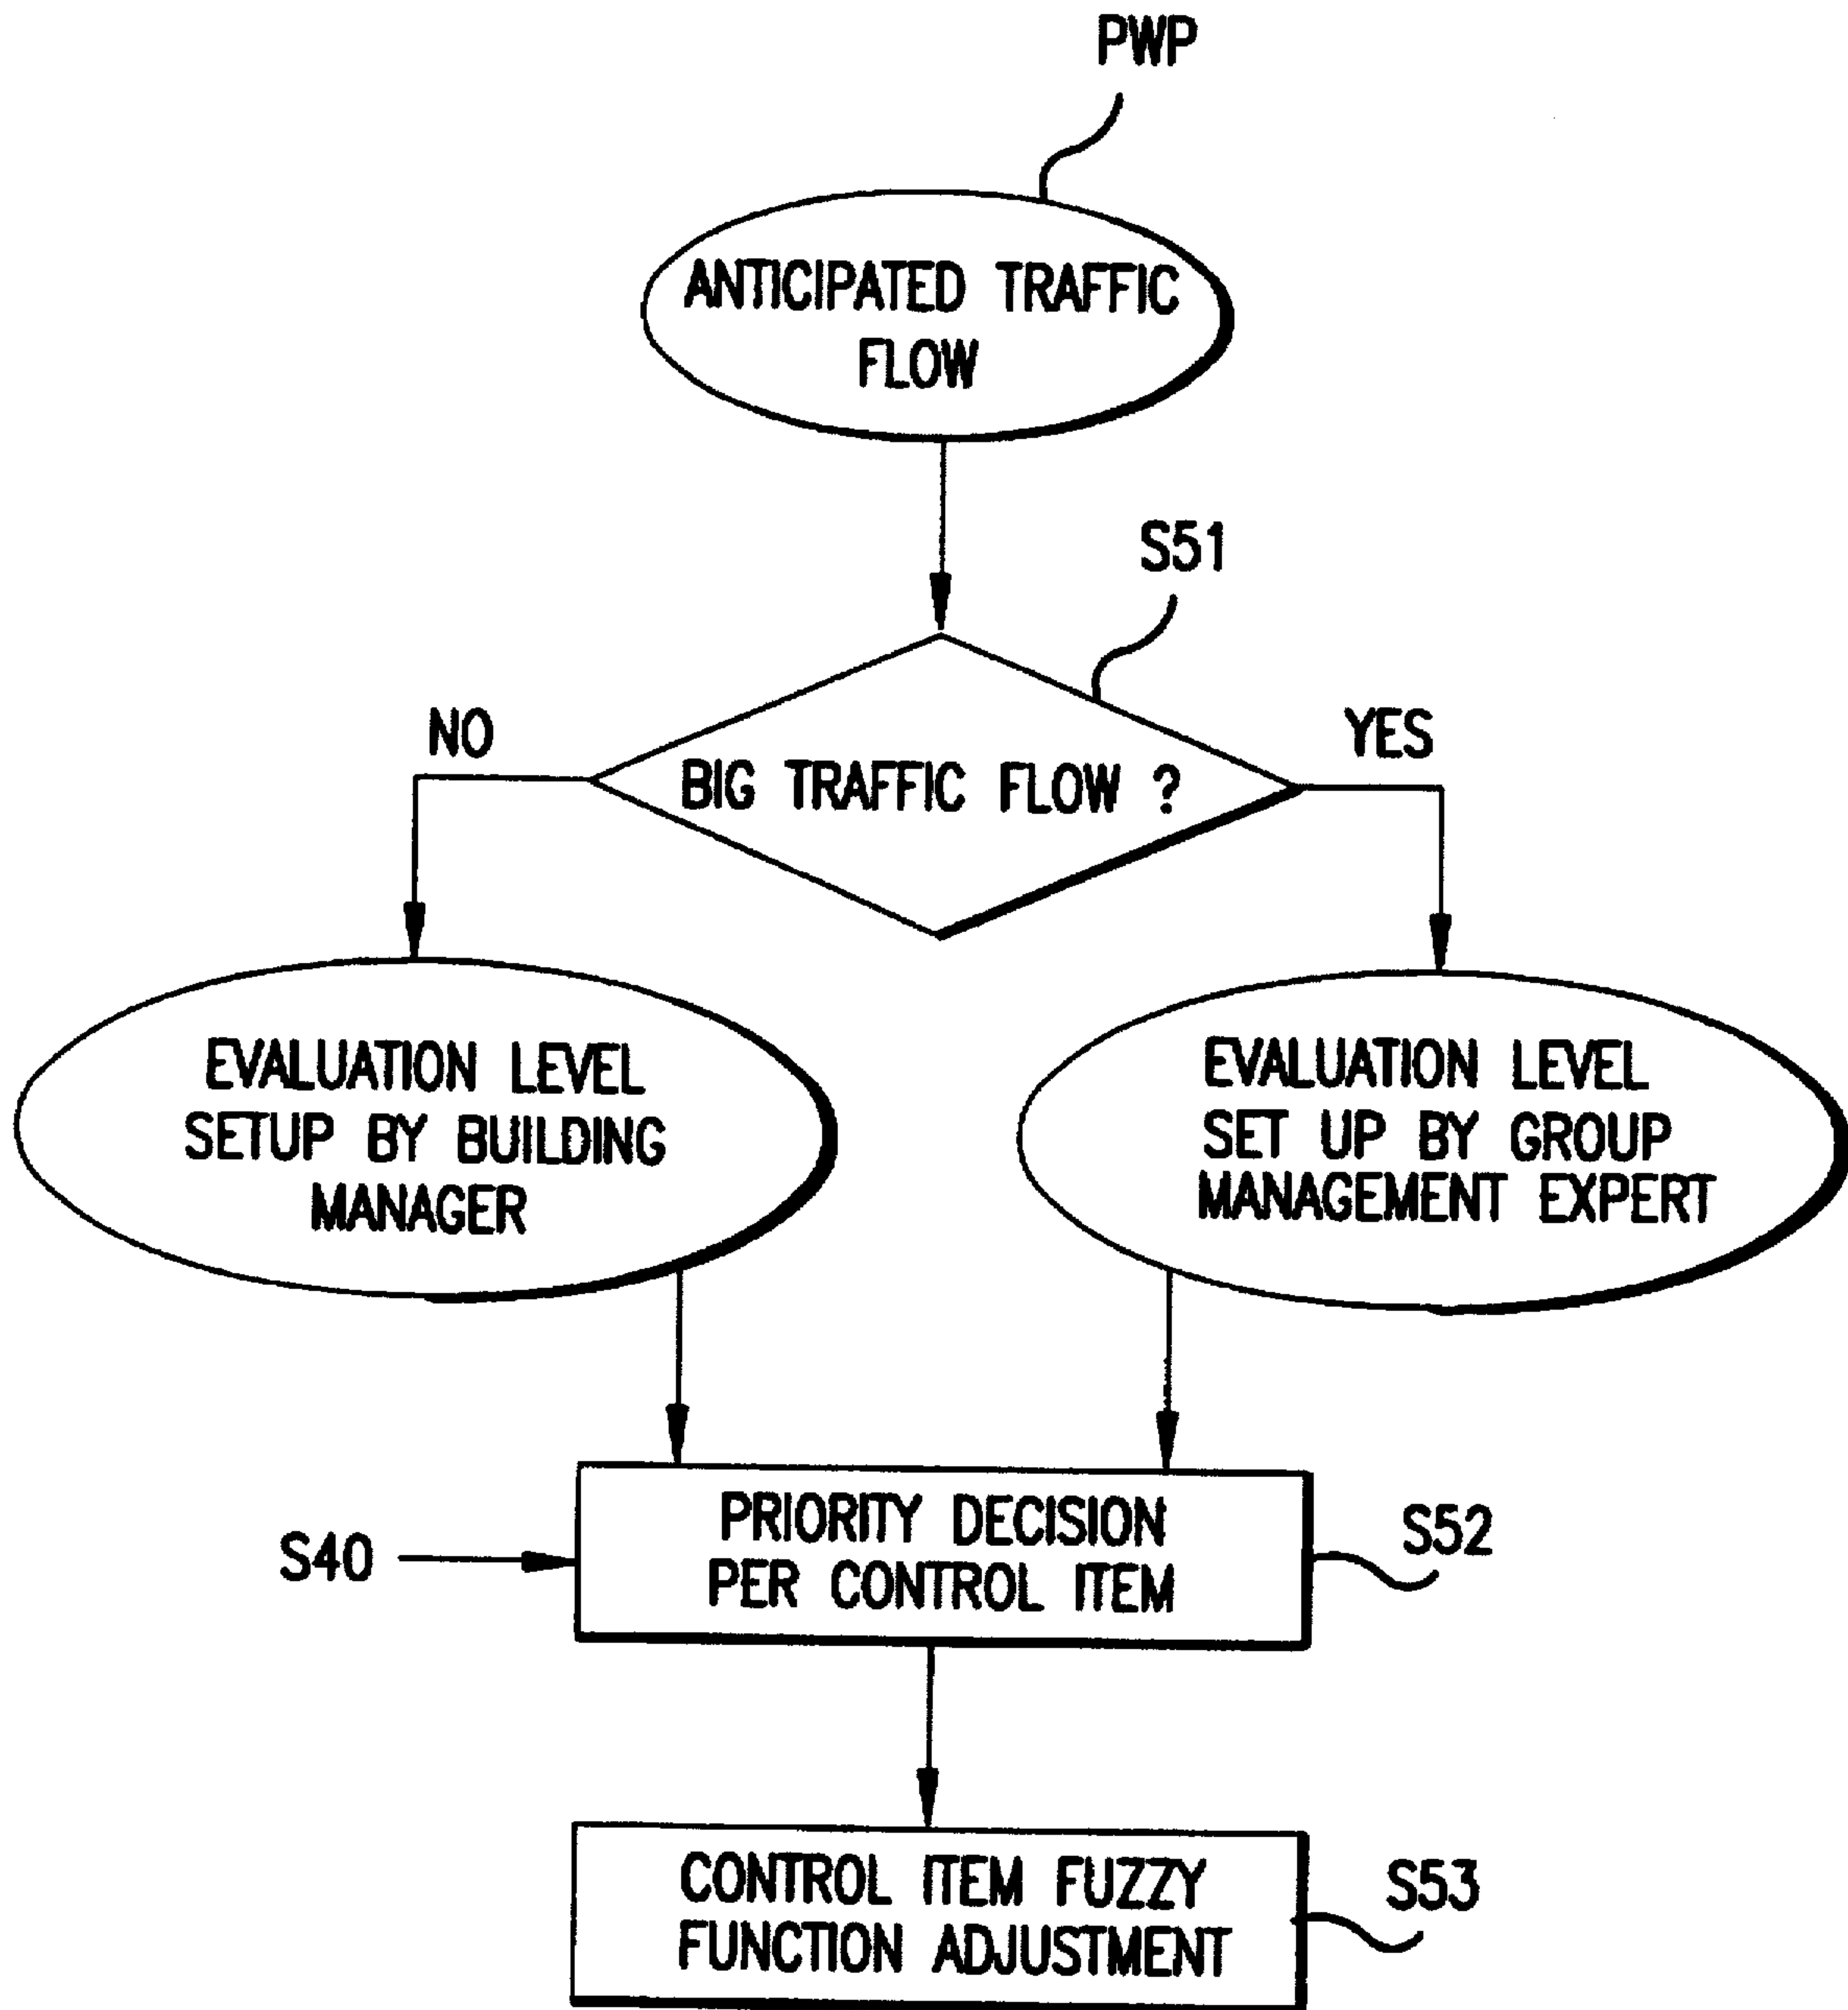 PWP
ANTICIPATED TRAFFIC
FLOW
S51
NO
YES
BIG TRAFFIC FLOW ?
EVALUATION LEVEL
SETUP BY BUILDING
MANAGER
EVALUATION LEVEL
SET UP BY GROUP
MANAGEMENT EXPERT
PRIORITY DECISION
PER CONTROL ITEM
S40
S52
CONTROL ITEM FUZZY
FUNCTION ADJUSTMENT
S53